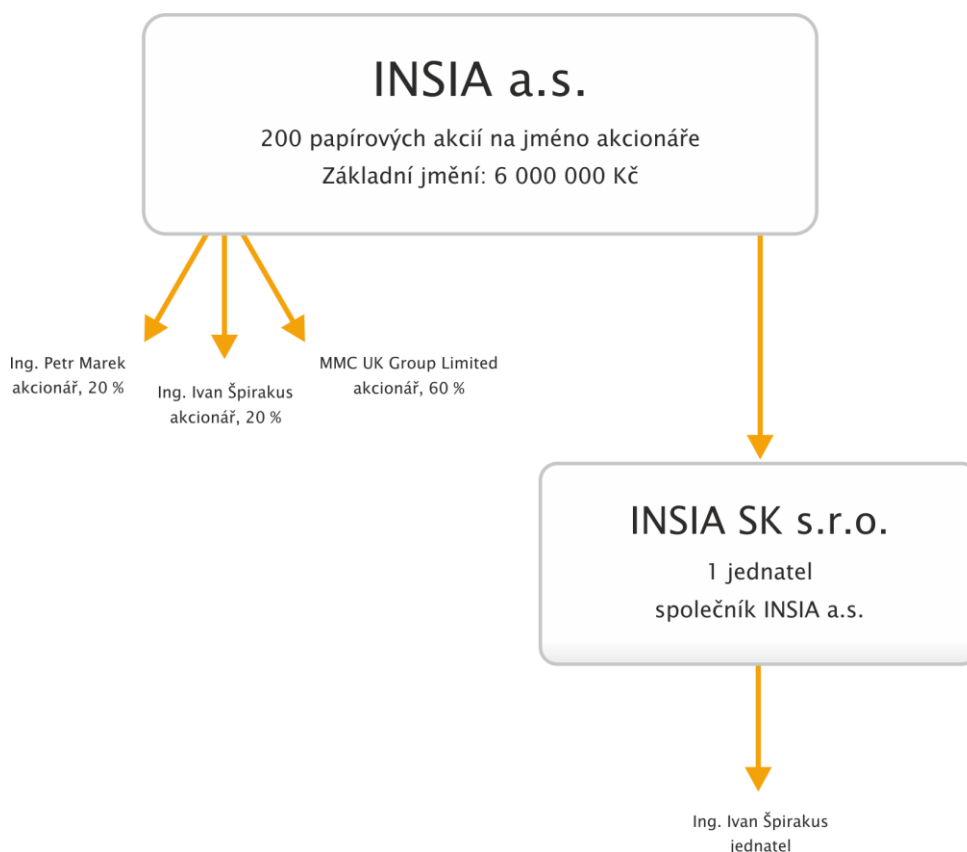 INSIA a.s.
200 papírových akcií na jméno akcionáře
Základní jmění: 6 000 000 Kč
Ing. Petr Marek
akcionář, 20 %
Ing. Ivan Špirakus
akcionář, 20 %
MMC UK Group Limited
akcionář, 60 %
INSIA SK s.r.o.
1 jednatel
společník INSIA a.s.
Ing. Ivan Špirakus
jednatel